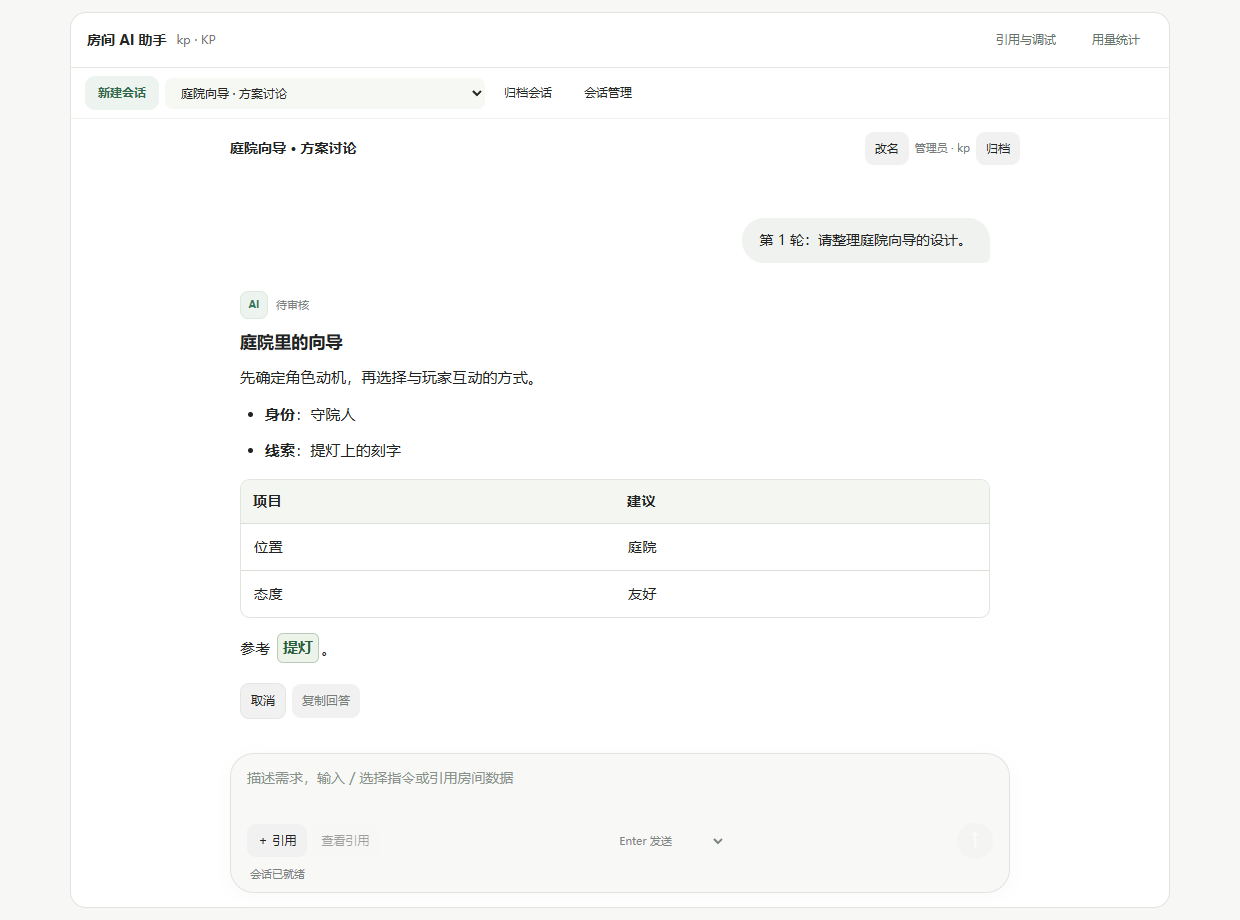 房间 AI 助手 kp · KP 引用与调试 用量统计
新建会话 庭院向导 · 方案讨论 归档会话 会话管理
庭院向导 • 方案讨论 改名 管理员 · kp 归档
第 1 轮：请整理庭院向导的设计。
AI 待审核
庭院里的向导
先确定角色动机，再选择与玩家互动的方式。
• 身份：守院人
• 线索：提灯上的刻字
项目 建议
位置 庭院
态度 友好
参考 提灯 。
取消 复制回答
描述需求，输入 / 选择指令或引用房间数据
+ 引用 查看引用 Enter 发送
会话已就绪